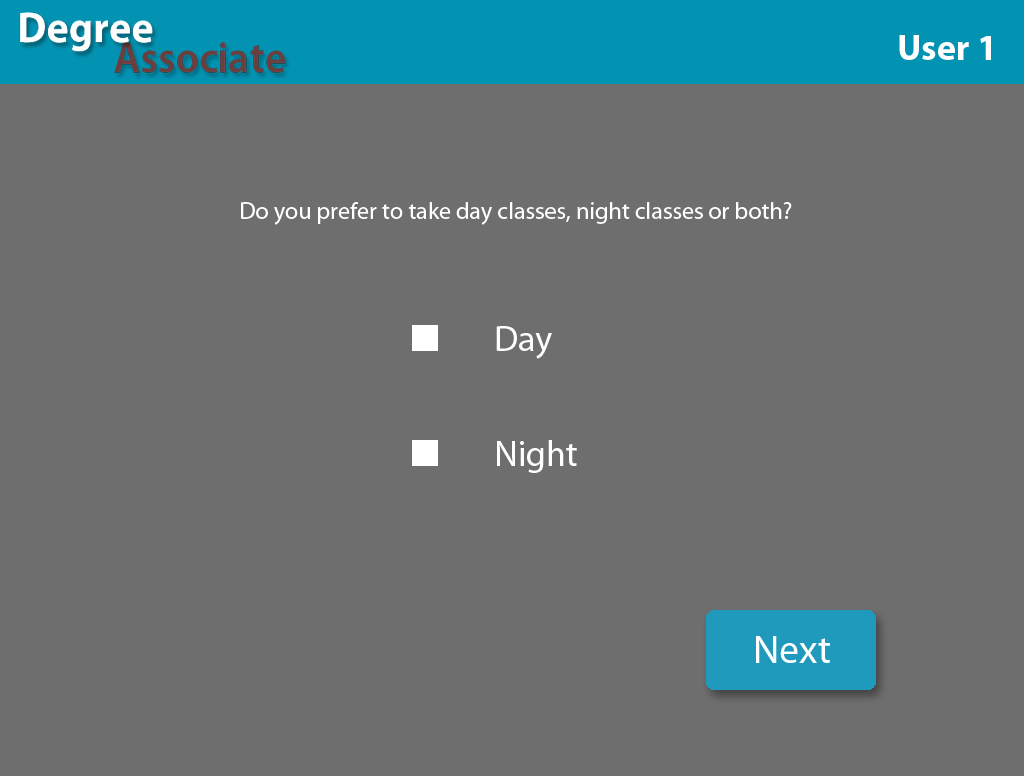 Degree
Associate
User 1
Do you prefer to take day classes, night classes or both?
Day
Night
Next